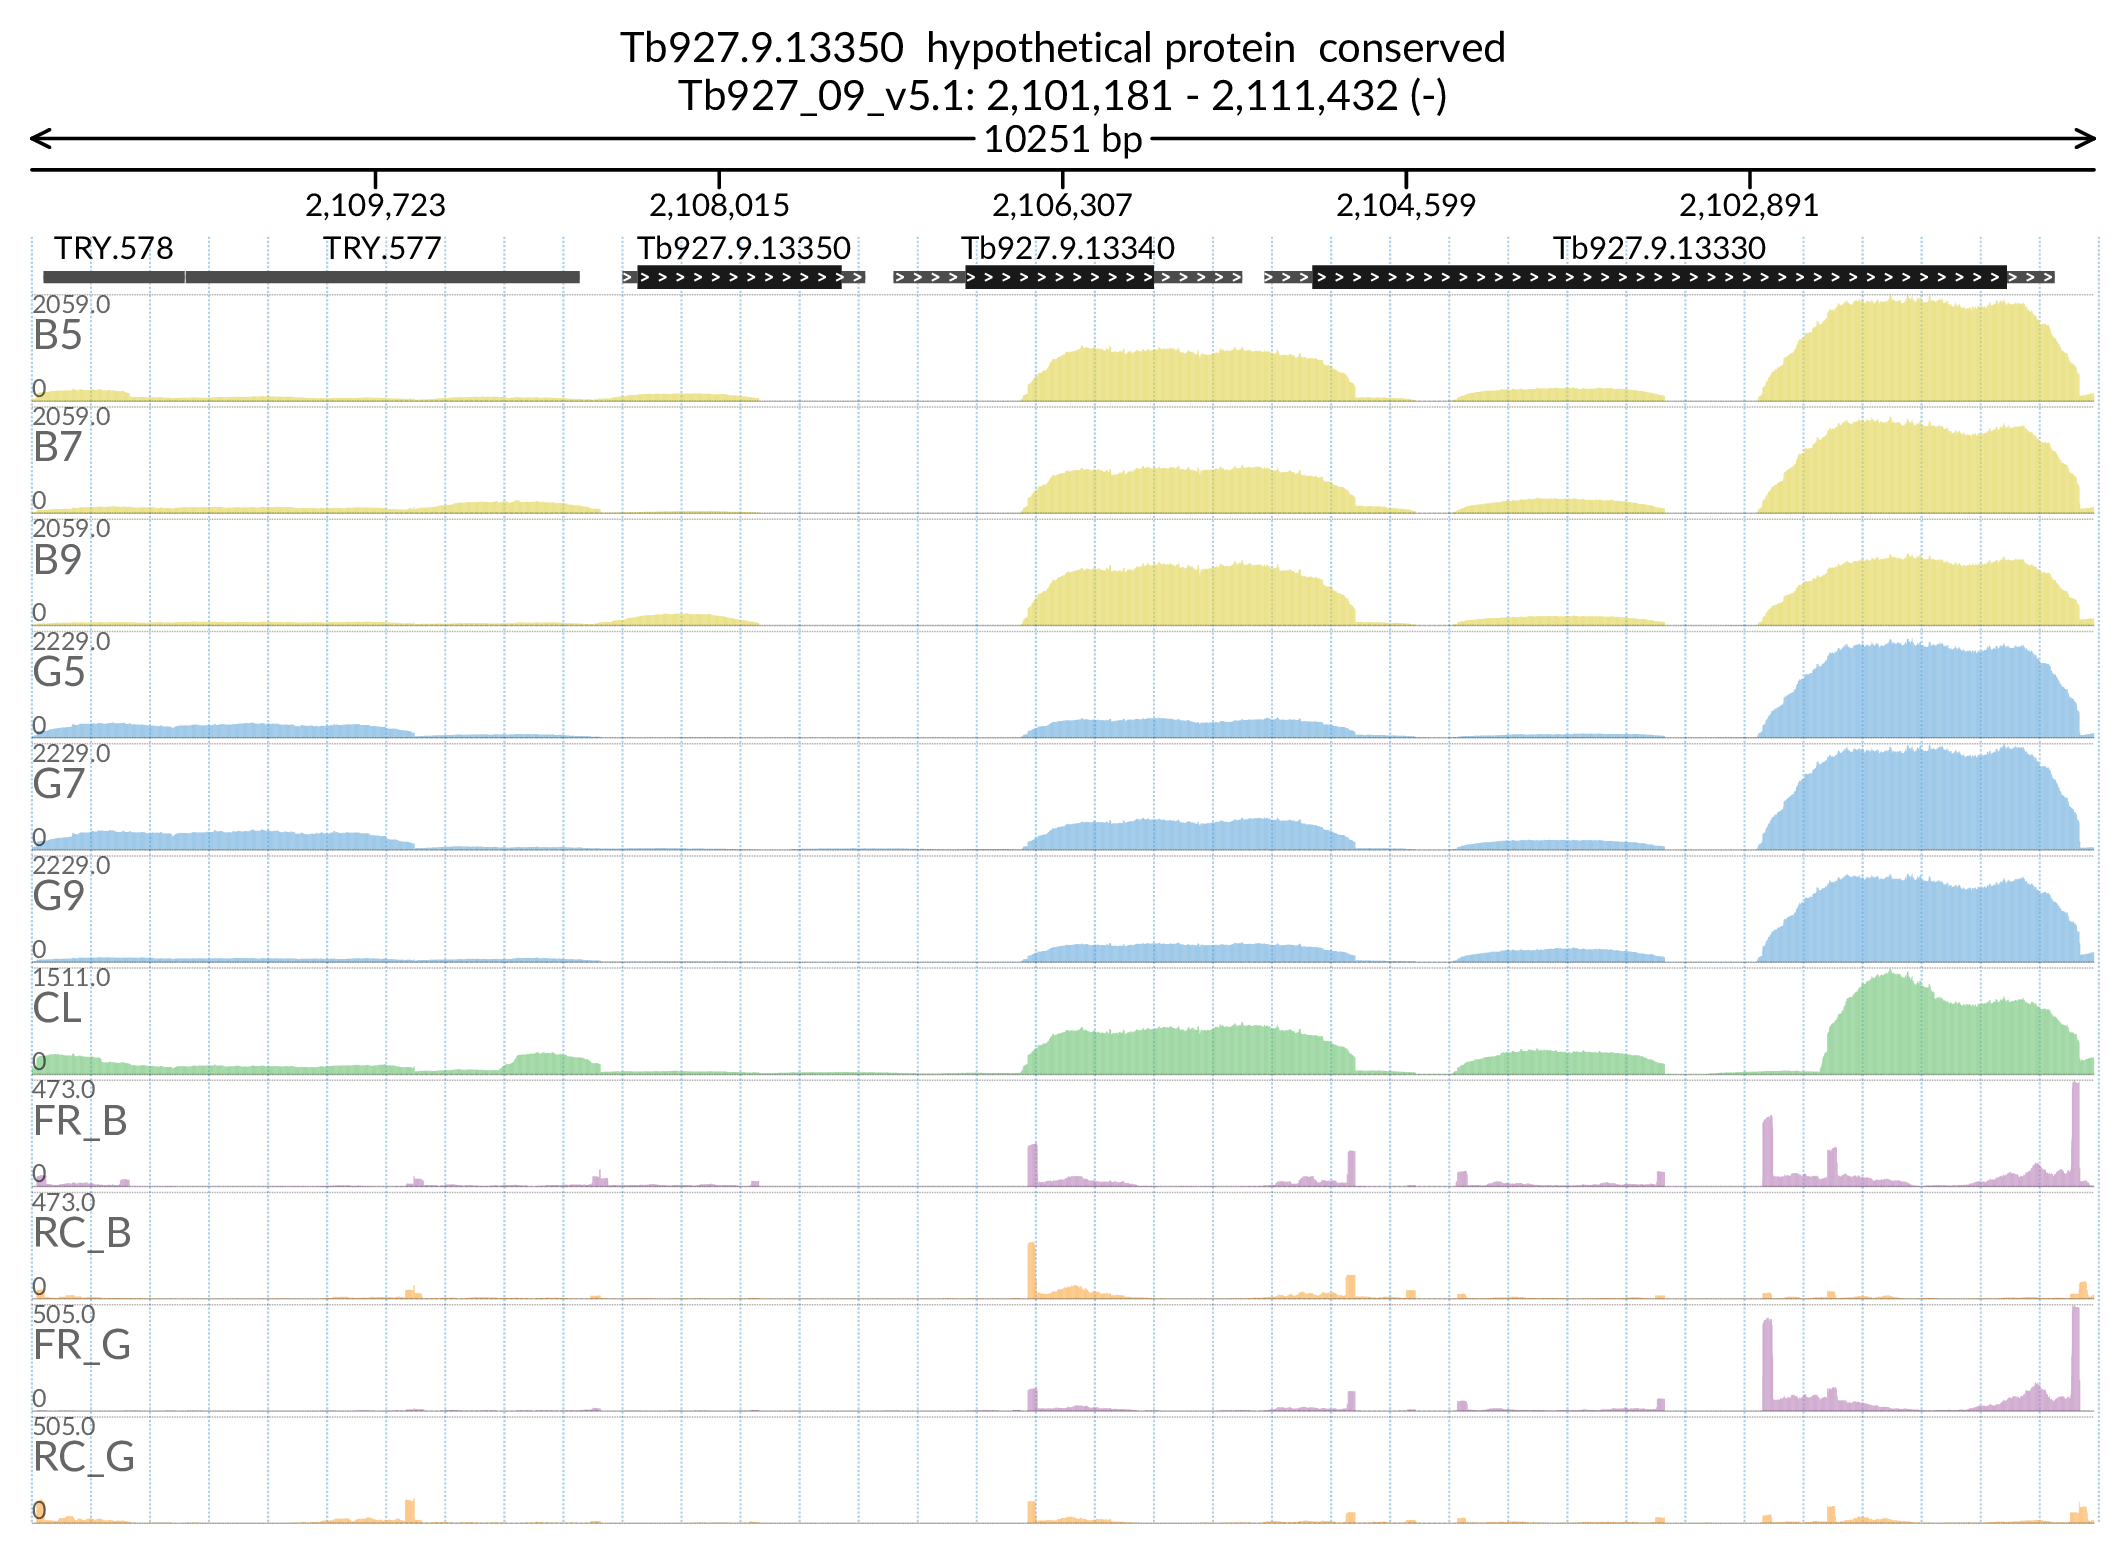 Tb927.9.13350  hypothetical protein  conserved
Tb927_09_v5.1: 2,101,181 - 2,111,432 (-)
10251 bp
2,109,723 2,108,015 2,106,307 2,104,599 2,102,891
TRY.578 TRY.577 Tb927.9.13350 Tb927.9.13340 Tb927.9.13330
2059.0
B5
0
2059.0
B7
0
2059.0
B9
0
2229.0
G5
0
2229.0
G7
0
2229.0
G9
0
1511.0
CL
0
473.0
FR_B
0
473.0
RC_B
0
505.0
FR_G
0
505.0
RC_G
0